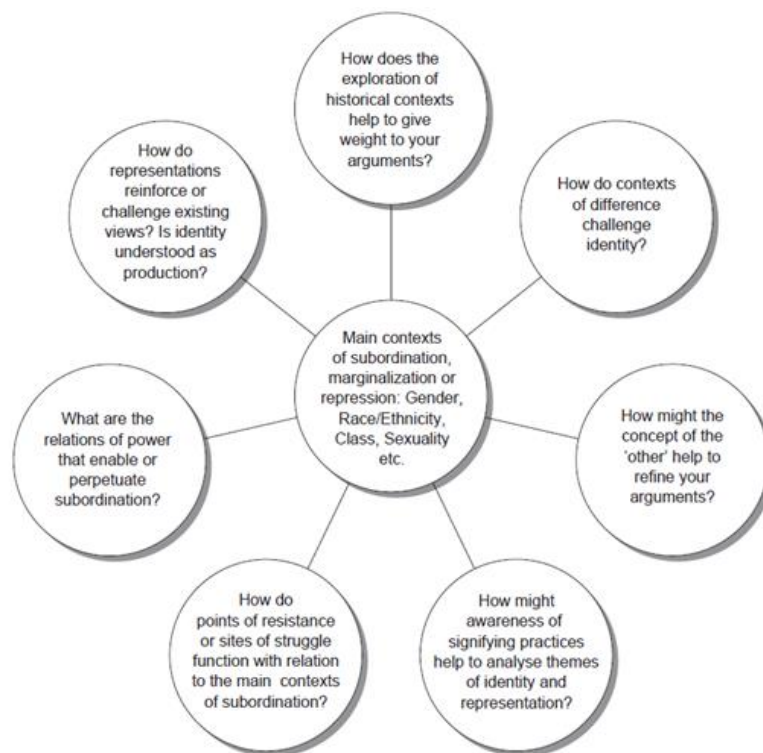 How does the
exploration of
historical contexts
help to give
weight to your
arguments?
How do contexts
of difference
challenge
identity?
How might the
concept of the
‘other’ help to
refine your
arguments?
How might
awareness of
signifying practices
help to analyse themes
of identity and
representation?
How do
points of resistance
or sites of struggle
function with relation
to the main contexts
of subordination?
What are the
relations of power
that enable or
perpetuate
subordination?
How do
representations
reinforce or
challenge existing
views? Is identity
understood as
production?
Main contexts
of subordination,
marginalization or
repression: Gender,
Race/Ethnicity,
Class, Sexuality
etc.